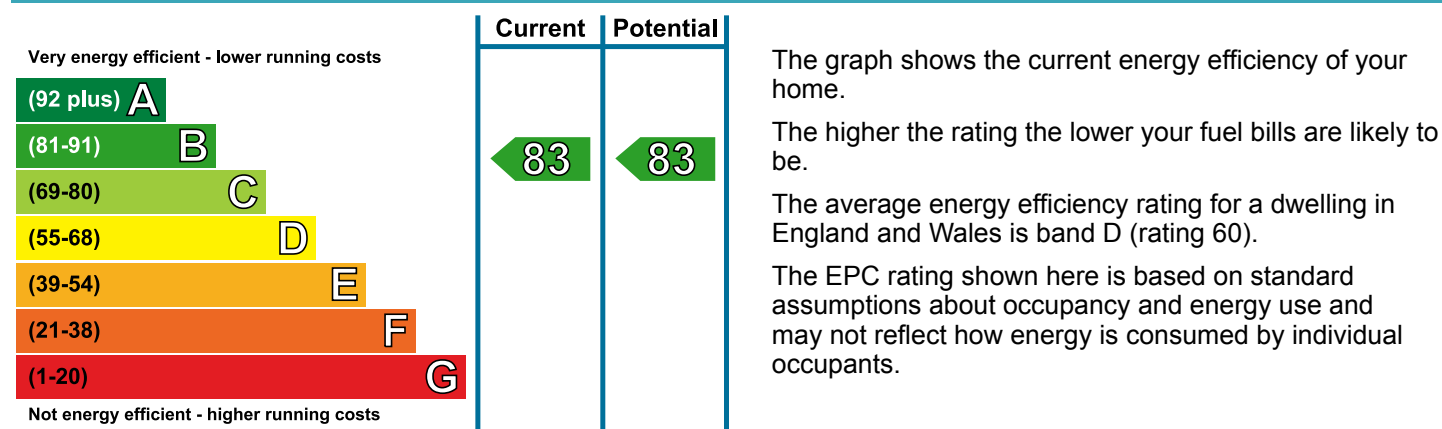 Current Potential
Very energy efficient - lower running costs
(92 plus) A
(81-91) B
83 83
(69-80) C
(55-68) D
(39-54) E
(21-38) F
(1-20) G
Not energy efficient - higher running costs
The graph shows the current energy efficiency of your
home.
The higher the rating the lower your fuel bills are likely to
be.
The average energy efficiency rating for a dwelling in
England and Wales is band D (rating 60).
The EPC rating shown here is based on standard
assumptions about occupancy and energy use and
may not reflect how energy is consumed by individual
occupants.